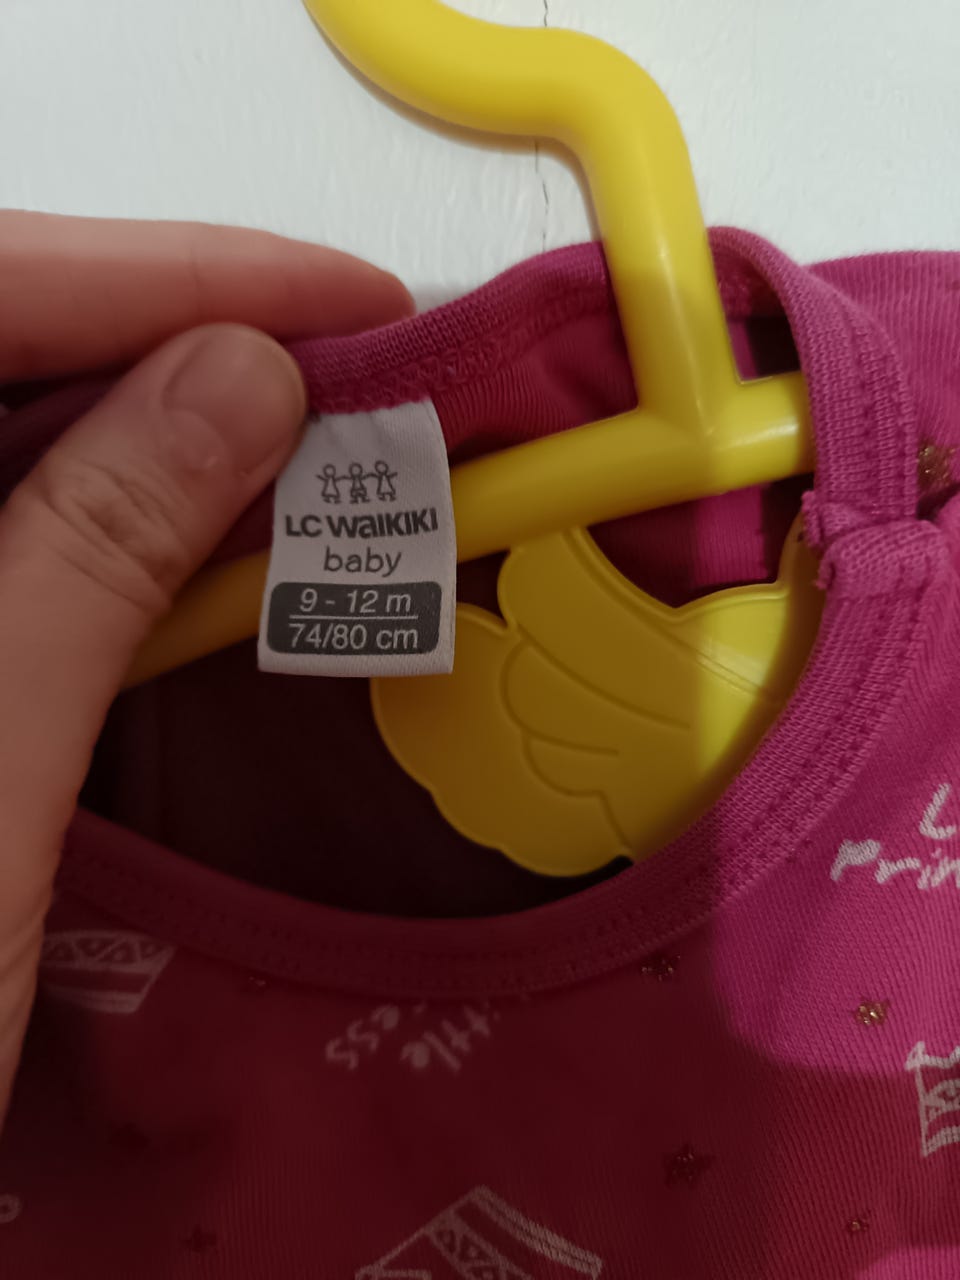 LC WaIKIKI
baby
9 - 12 m
74/80 cm